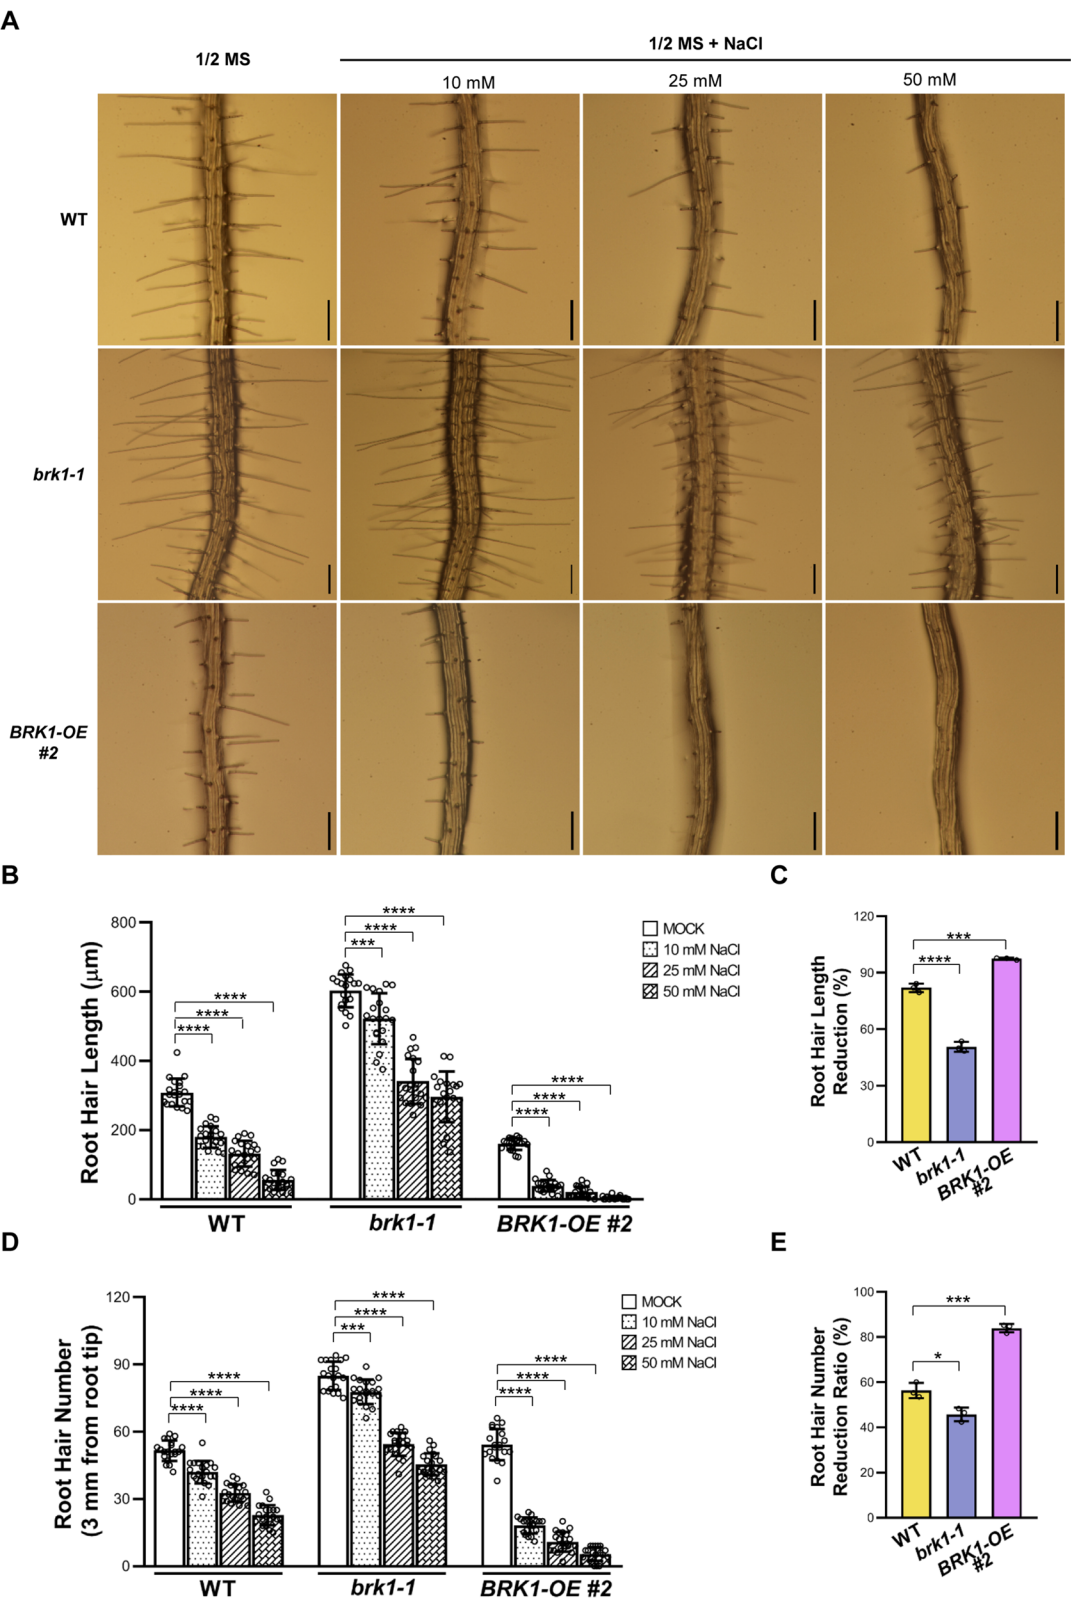 A
1/2 MS
1/2 MS + NaCl
10 mM
25 mM
50 mM
WT
brk1-1
BRK1-OE
#2
B
Root Hair Length (μm)
800
600
400
200
0
****
****
****
****
****
***
****
****
****
MOCK
10 mM NaCl
25 mM NaCl
50 mM NaCl
WT
brk1-1
BRK1-OE #2
C
Root Hair Length
Reduction (%)
120
90
60
30
0
***
****
WT
brk1-1
BRK1-OE
#2
D
Root Hair Number
(3 mm from root tip)
120
90
60
30
0
****
****
****
****
****
***
****
****
****
MOCK
10 mM NaCl
25 mM NaCl
50 mM NaCl
WT
brk1-1
BRK1-OE #2
E
Root Hair Number
Reduction Ratio (%)
100
80
60
40
20
0
***
*
WT
brk1-1
BRK1-OE
#2